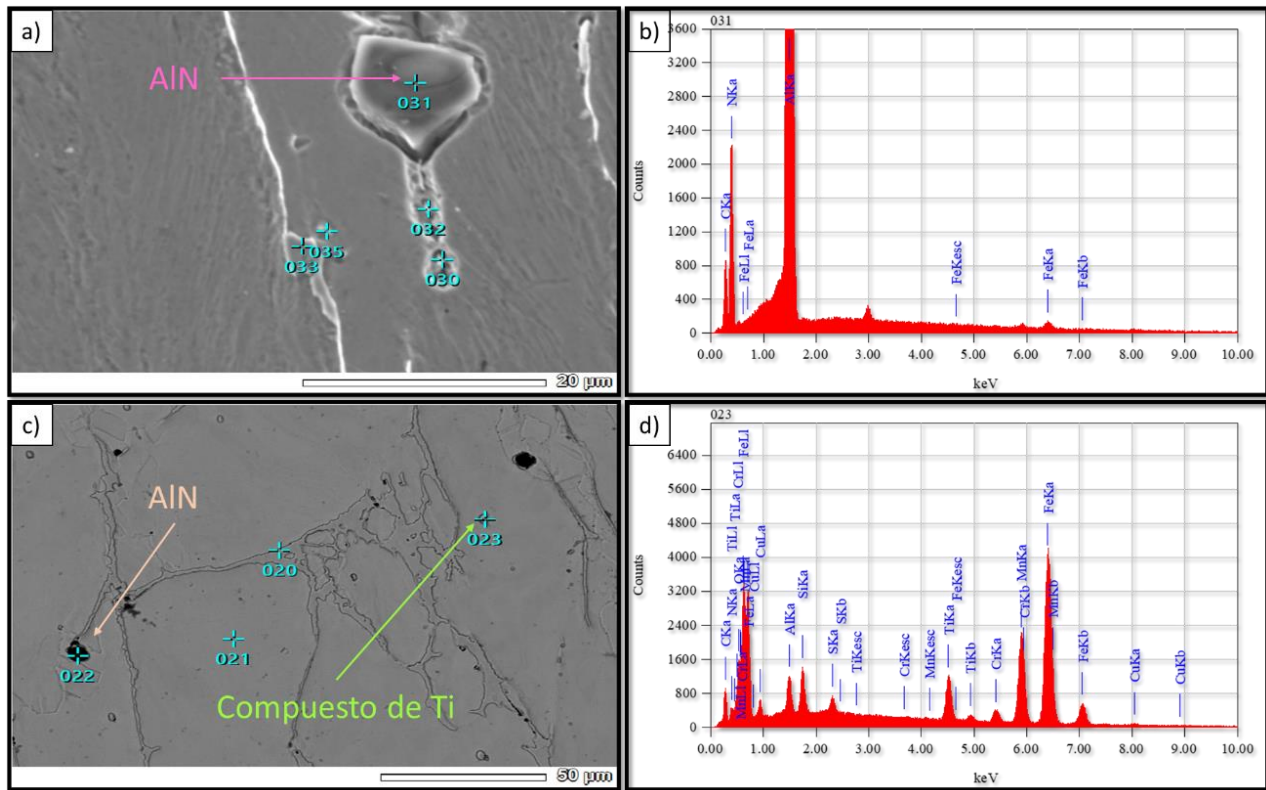 a)
AlN
031
032
035
033
030
20 µm
b)
031
3600
3200
2800
2400
2000
1600
1200
800
400
0
Counts
CKa
NKa
FeLl
FeLa
AlKa
FeKesc
FeKa
FeKb
0.00 1.00 2.00 3.00 4.00 5.00 6.00 7.00 8.00 9.00 10.00
keV
c)
AlN
020
023
021
022
Compuesto de Ti
50 µm
d)
023
6400
5600
4800
4000
3200
2400
1600
800
0
Counts
CKa
NKa
TiLl
OKa
TiLa
CrLl
CrLa
MnLl
FeLl
FeLa
CuLl
CuLa
AlKa
SiKa
SKa
SKb
TiKesc
CrKesc
MnKesc
TiKa
FeKesc
TiKb
CrKa
MnKa
CrKb
FeKa
MnKb
FeKb
CuKa
CuKb
0.00 1.00 2.00 3.00 4.00 5.00 6.00 7.00 8.00 9.00 10.00
keV